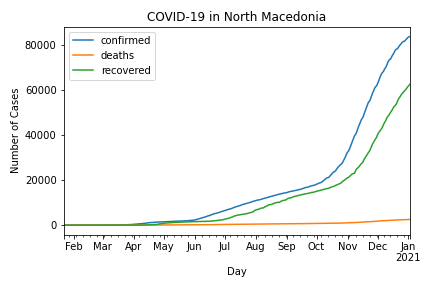 COVID-19 in North Macedonia
confirmed
deaths
recovered
80000
60000
40000
20000
0
Number of Cases
Feb Mar Apr May Jun Jul Aug Sep Oct Nov Dec Jan
2021
Day